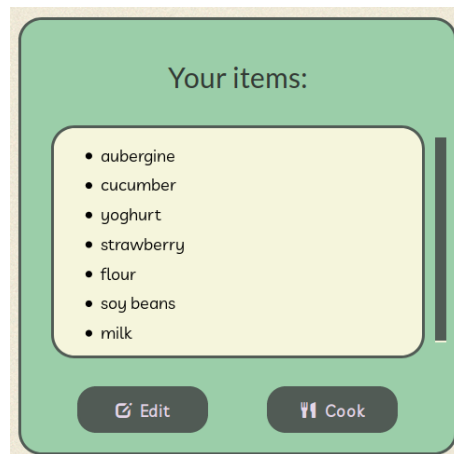 Your items:
• aubergine
• cucumber
• yoghurt
• strawberry
• flour
• soy beans
• milk
Edit Cook